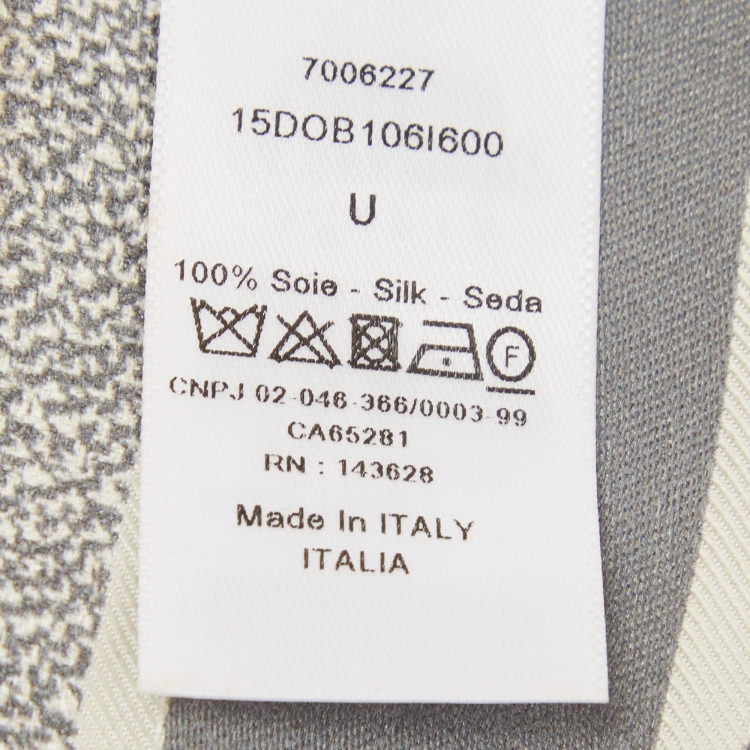 7006227
15DOB106I600
U
100% Soie - Silk - Seda
F
CNPJ 02-046-366/0003-99
CA65281
RN : 143628
Made In ITALY
ITALIA